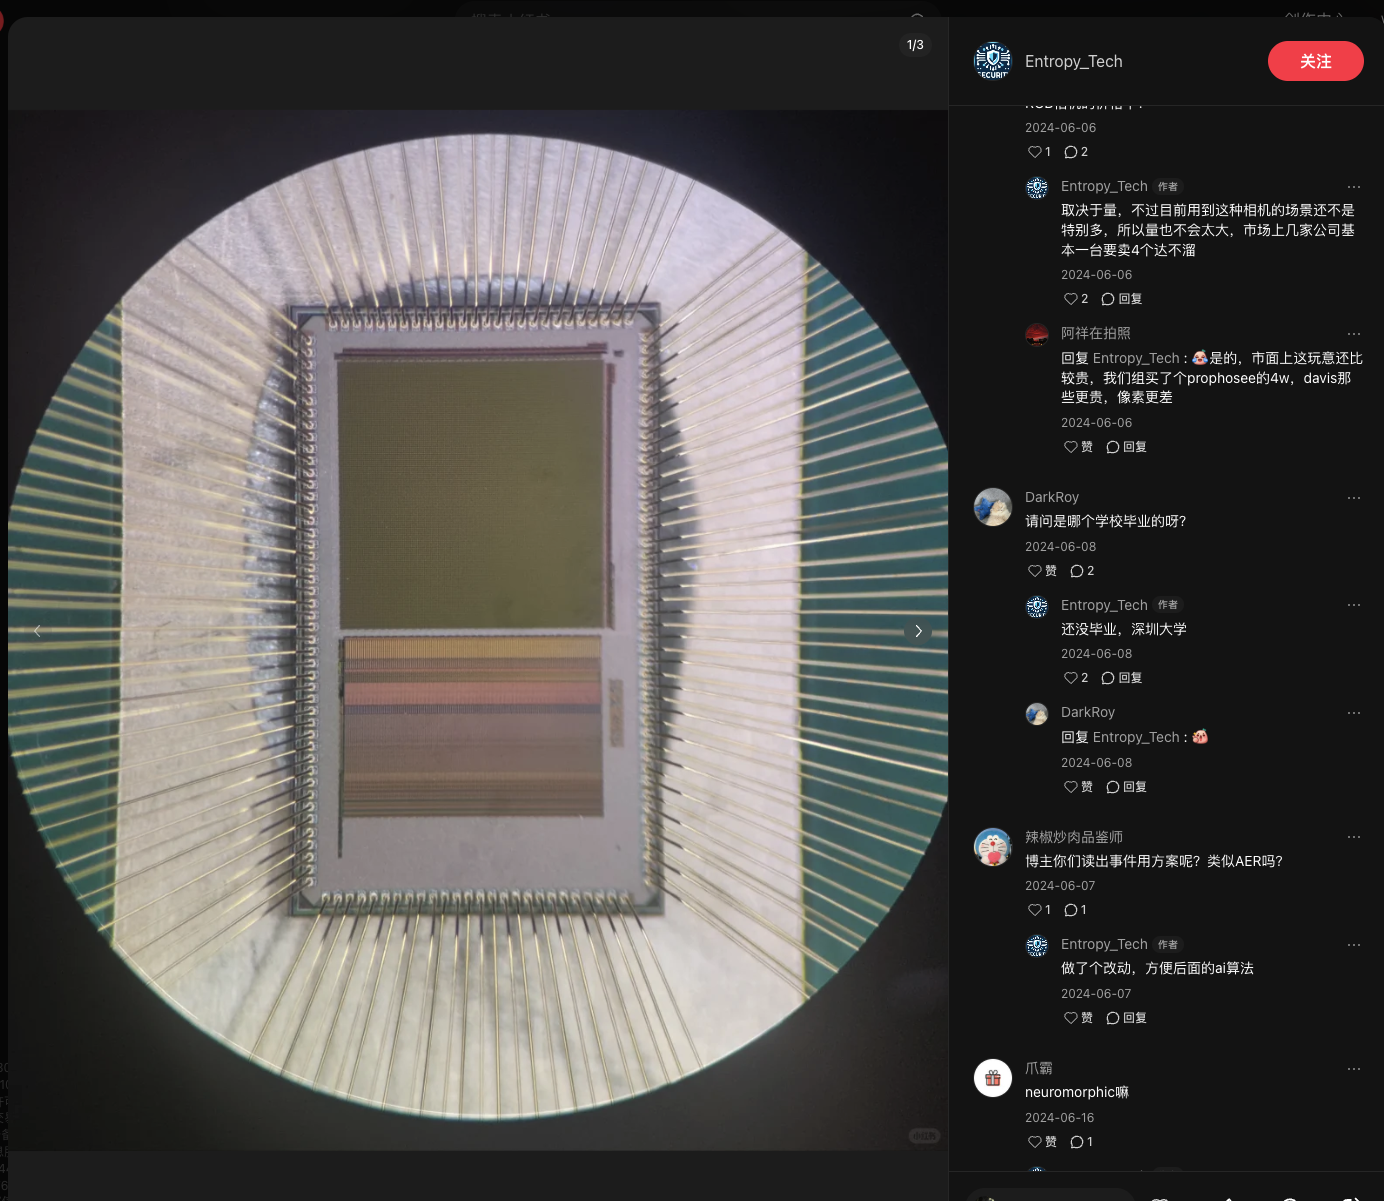 1/3
Entropy_Tech
关注
2024-06-06
1 2
Entropy_Tech 作者
取决于量，不过目前用到这种相机的场景还不是
特别多，所以量也不会太大，市场上几家公司基
本一台要卖4个达不溜
2024-06-06
2 回复
阿祥在拍照
回复 Entropy_Tech : 是的，市面上这玩意还比
较贵，我们组买了个prophosee的4w，davis那
些更贵，像素更差
2024-06-06
赞 回复
DarkRoy
请问是哪个学校毕业的呀？
2024-06-08
赞 2
Entropy_Tech 作者
还没毕业，深圳大学
2024-06-08
2 回复
DarkRoy
回复 Entropy_Tech :
2024-06-08
赞 回复
辣椒炒肉品鉴师
博主你们读出事件用方案呢？类似AER吗？
2024-06-07
1 1
Entropy_Tech 作者
做了个改动，方便后面的ai算法
2024-06-07
赞 回复
爪霸
neuromorphic嘛
2024-06-16
赞 1